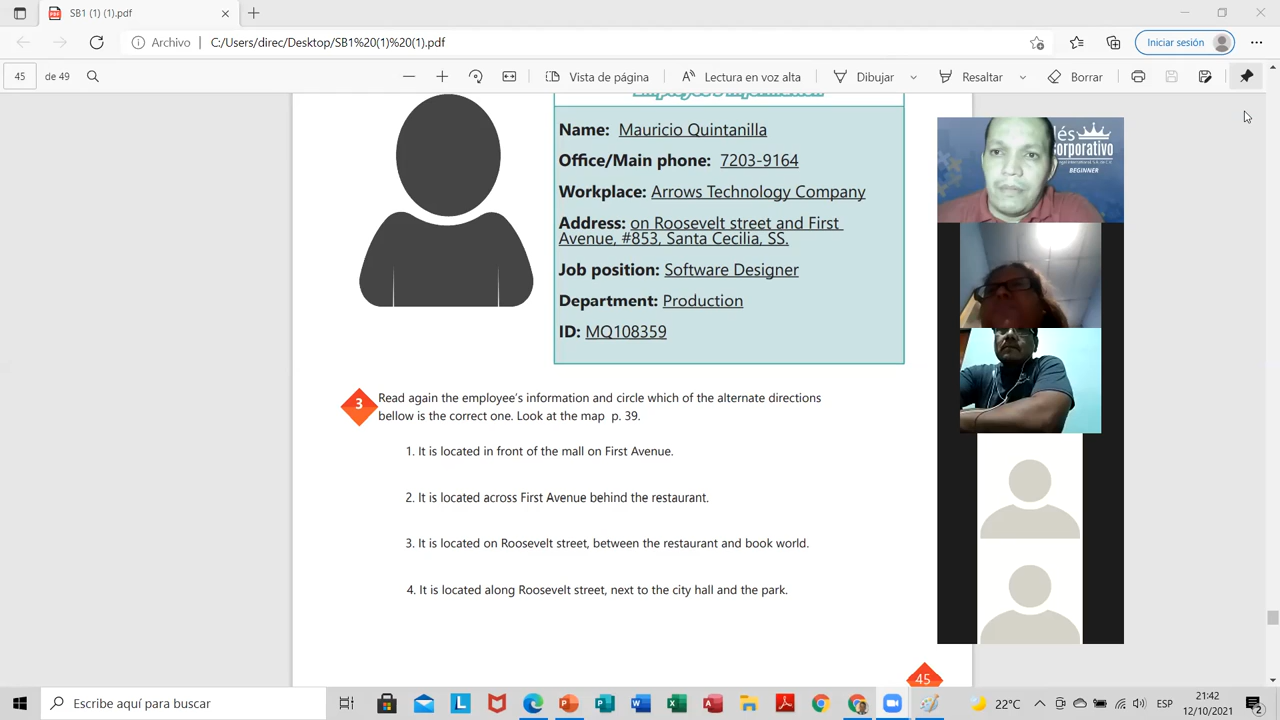 SB1 (1) (1).pdf
Archivo
C:/Users/direc/Desktop/SB1%20(1)%20(1).pdf
Iniciar sesión
45
de 49
Vista de página
Lectura en voz alta
Dibujar
Resaltar
Borrar
Name: Mauricio Quintanilla
Office/Main phone: 7203-9164
Workplace: Arrows Technology Company
Address: on Roosevelt street and First
Avenue, #853, Santa Cecilia, SS.
Job position: Software Designer
Department: Production
ID: MQ108359
3
Read again the employee's information and circle which of the alternate directions
bellow is the correct one. Look at the map p. 39.
1. It is located in front of the mall on First Avenue.
2. It is located across First Avenue behind the restaurant.
3. It is located on Roosevelt street, between the restaurant and book world.
4. It is located along Roosevelt street, next to the city hall and the park.
45
lés
orporativo
BEGINNER
Escribe aquí para buscar
22°C
ESP
21:42
12/10/2021
2